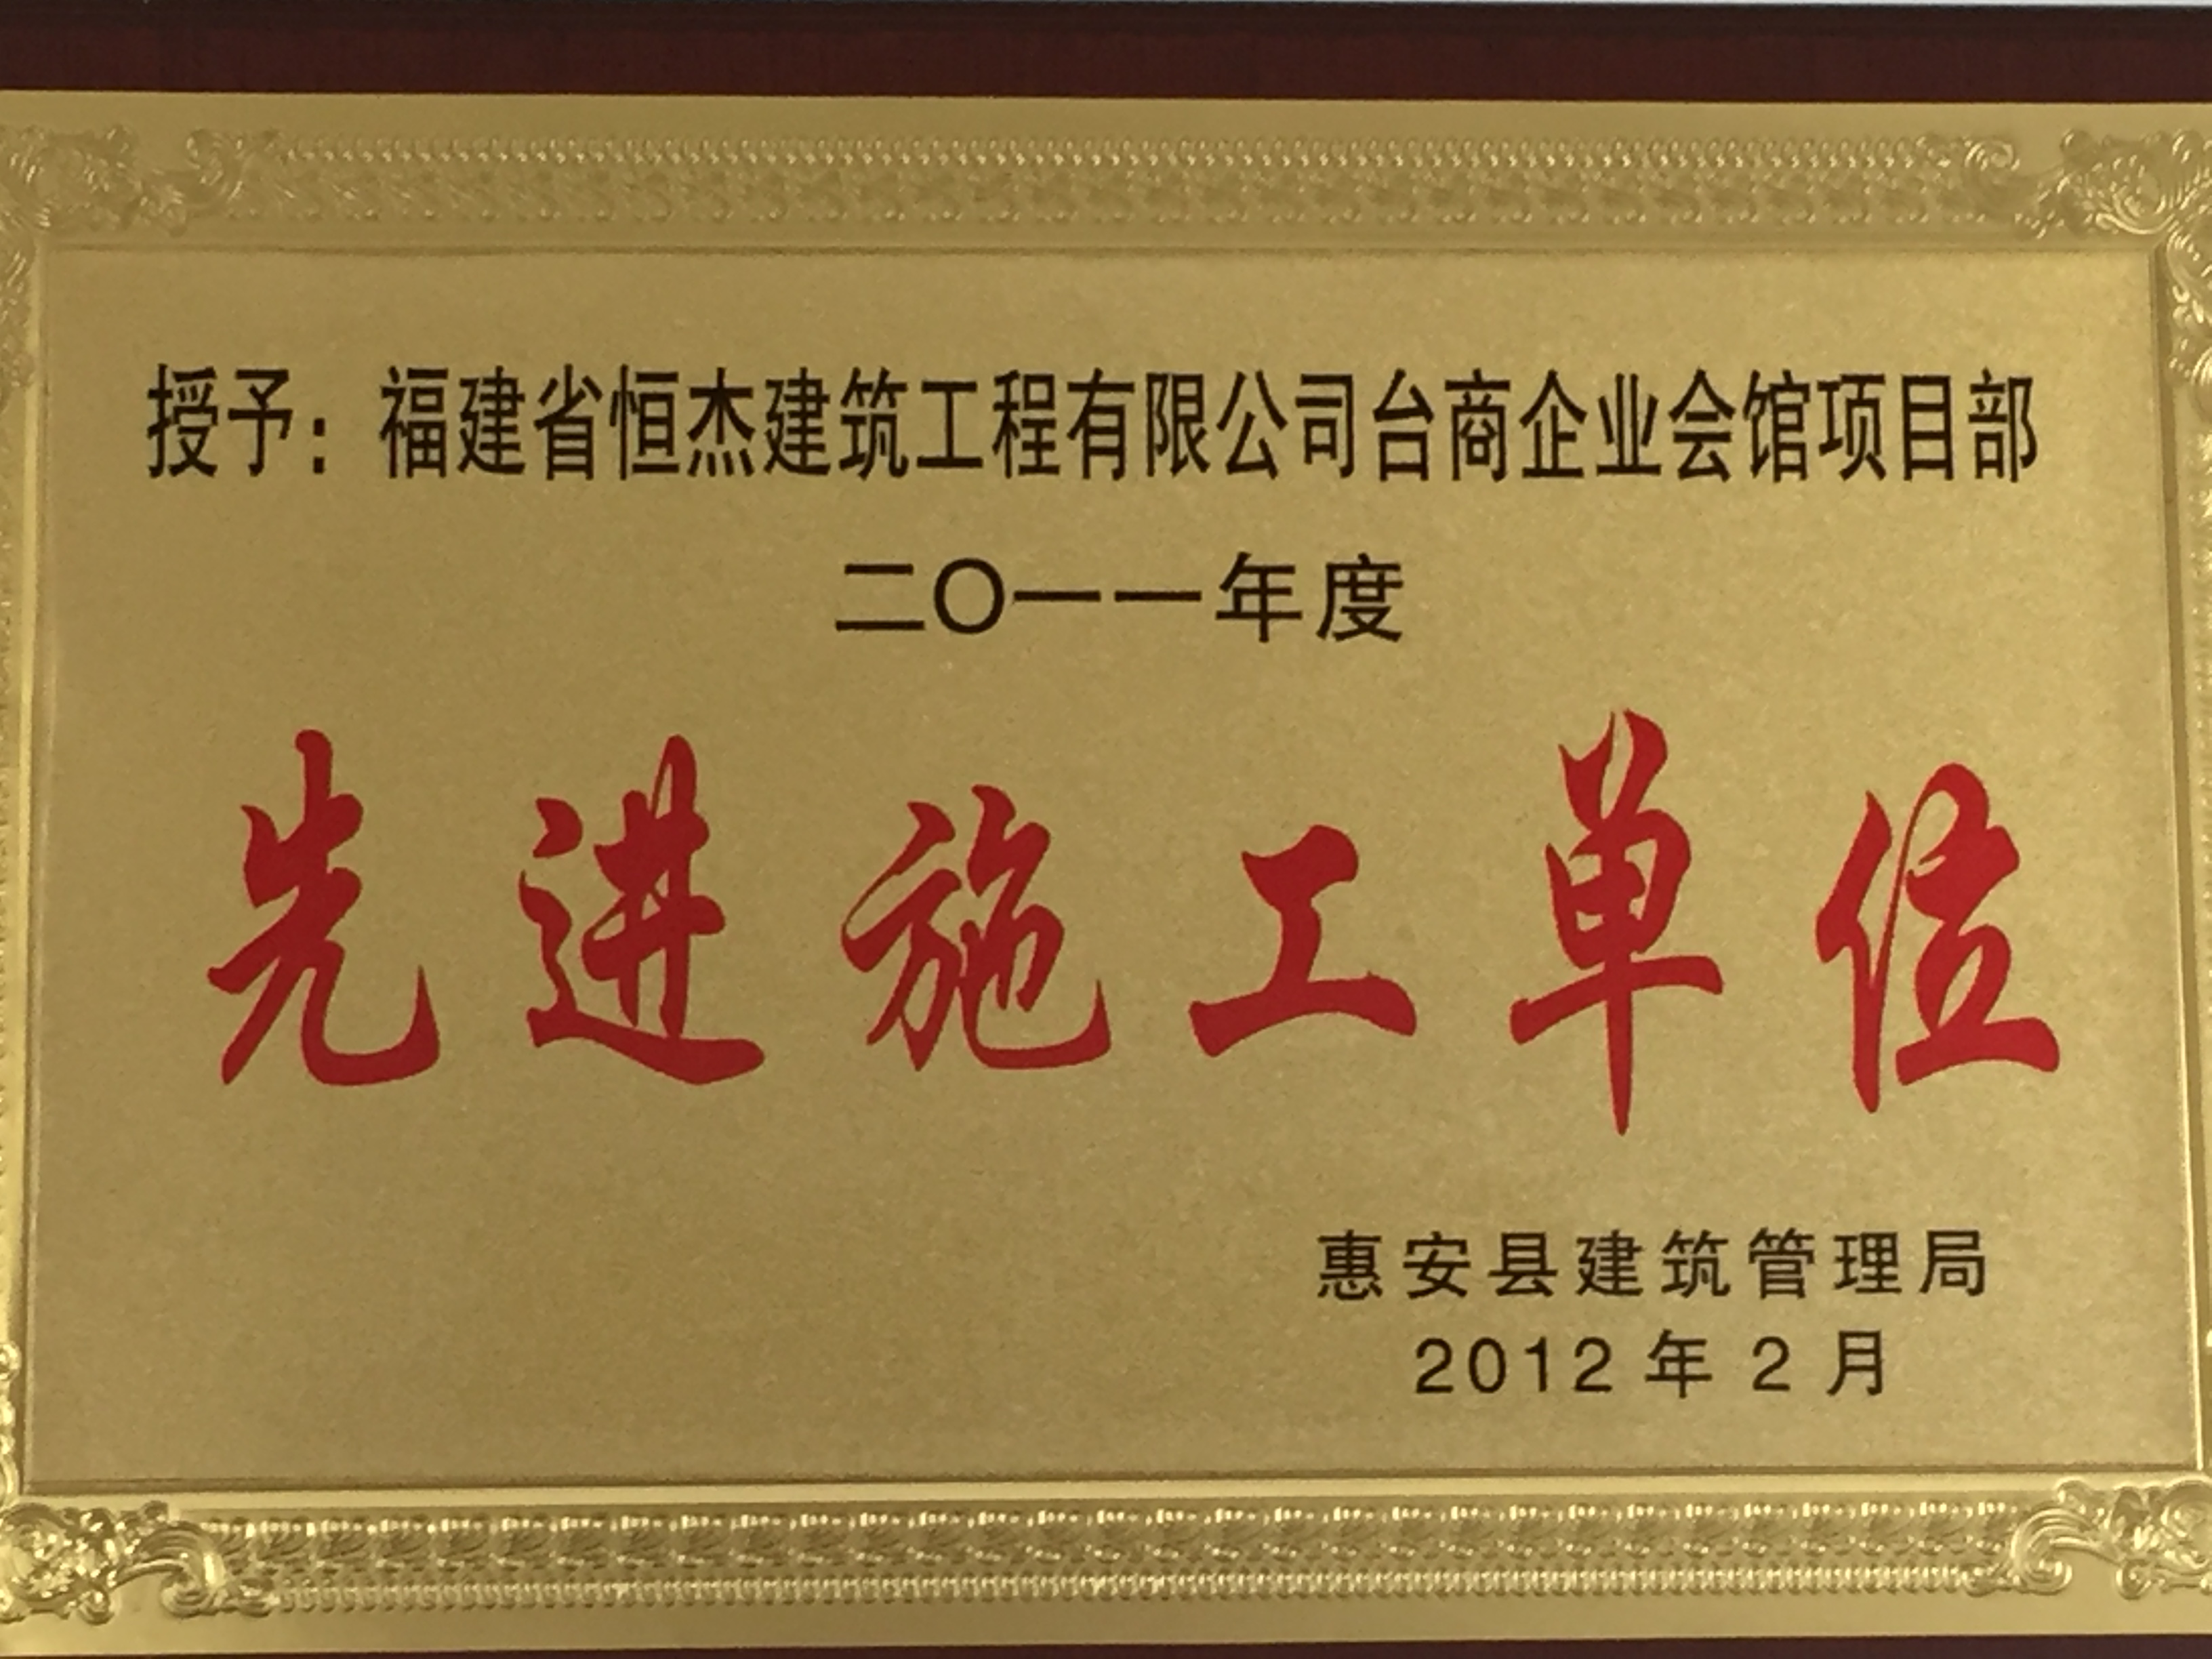 授予：福建省恒杰建筑工程有限公司台商企业会馆项目部
二〇一一年度
先进施工单位
惠安县建筑管理局
2012年2月